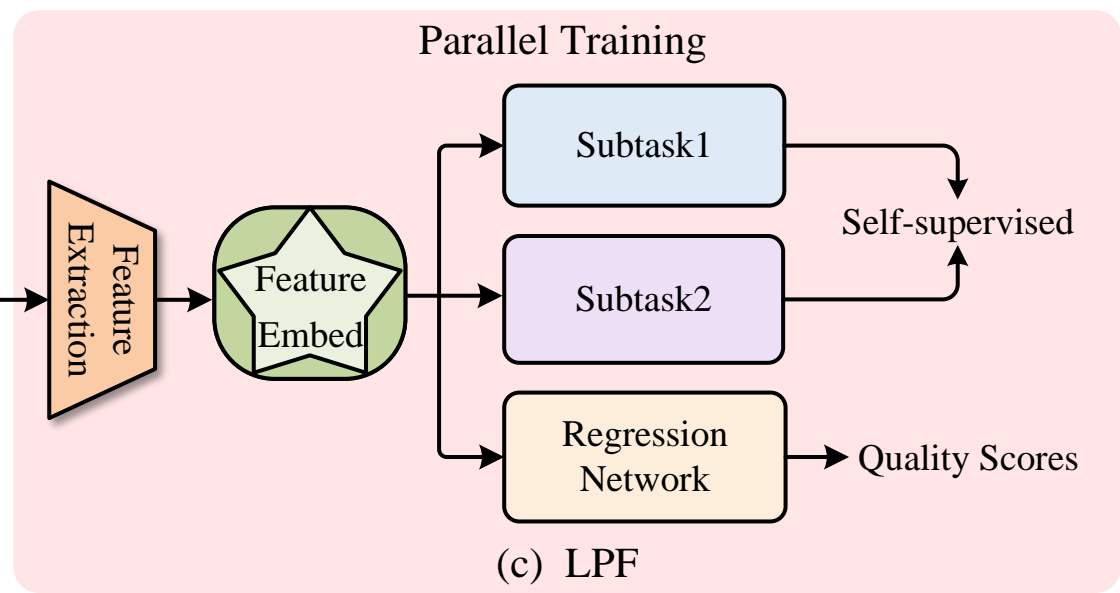 Parallel Training
Feature
Extraction
Feature
Embed
Subtask1
Subtask2
Self-supervised
Regression
Network
Quality Scores
(c) LPF